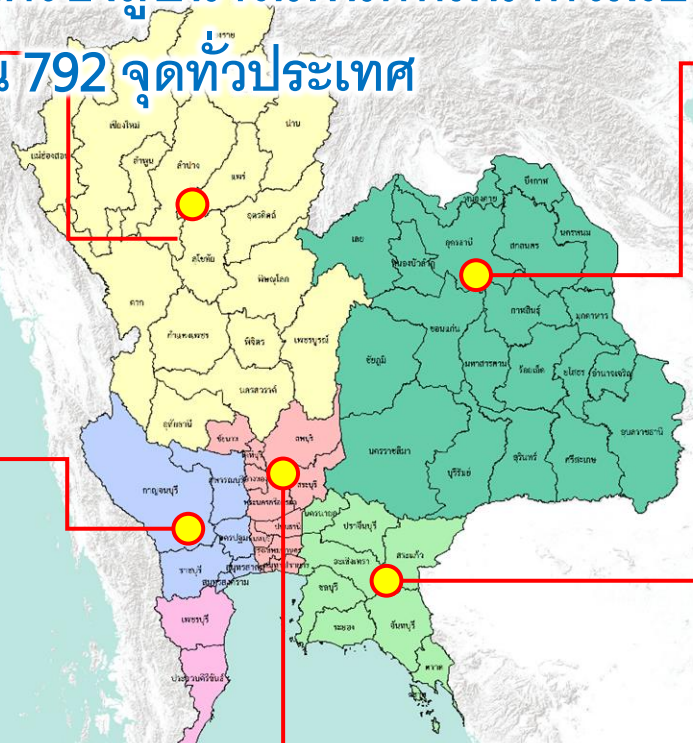 792 จุดทั่วประเทศ
น่าน
เชียงใหม่
แม่ฮ่องสอน
ลำพูน
ลำปาง
แพร่
อุตรดิตถ์
สุโขทัย
พิษณุโลก
ตาก
กำแพงเพชร
พิจิตร
เพชรบูรณ์
นครสวรรค์
อุทัยธานี
บึงกาฬ
หนองคาย
เลย
อุดรธานี
สกลนคร
นครพนม
หนองบัวลำภู
กาฬสินธุ์
มุกดาหาร
ขอนแก่น
ชัยภูมิ
มหาสารคาม
ร้อยเอ็ด
ยโสธร
อำนาจเจริญ
อุบลราชธานี
นครราชสีมา
บุรีรัมย์
สุรินทร์
ศรีสะเกษ
ชัยนาท
ลพบุรี
สระบุรี
สุพรรณบุรี
กาญจนบุรี
นครปฐม
ราชบุรี
สมุทรสงคราม
นครนายก
ปราจีนบุรี
สระแก้ว
ฉะเชิงเทรา
ชลบุรี
ระยอง
จันทบุรี
ตราด
เพชรบุรี
ประจวบคีรีขันธ์